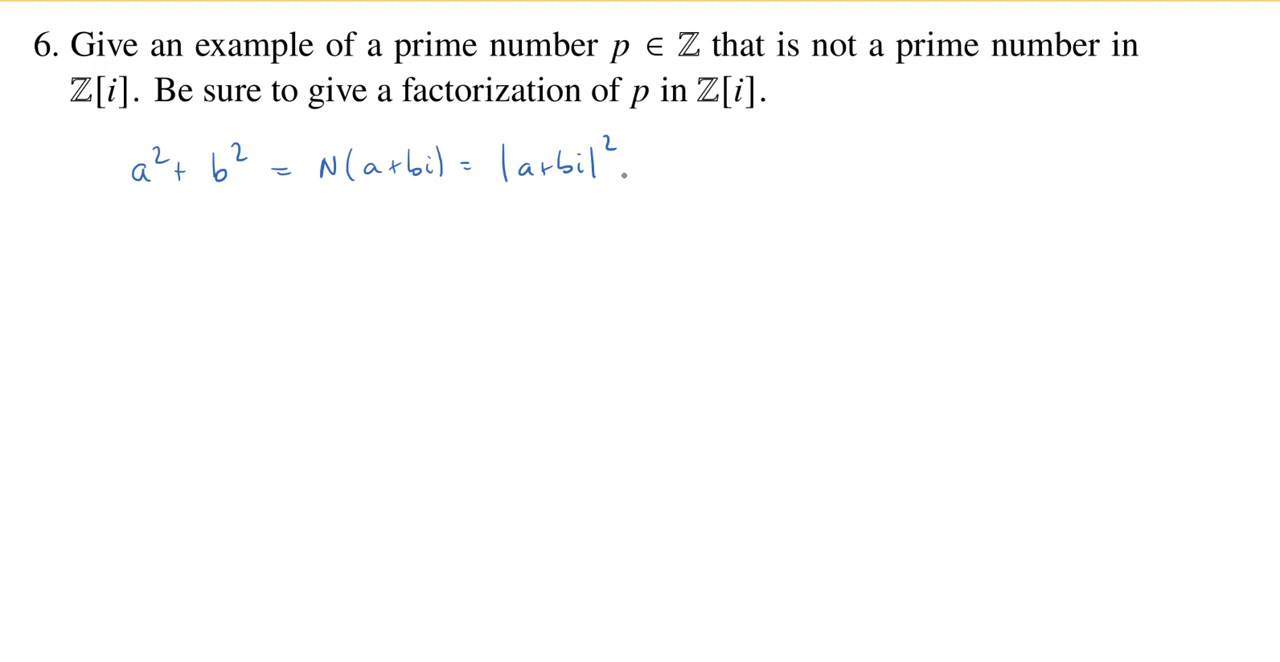 6. Give an example of a prime number p ∈ ℤ that is not a prime number in
ℤ[i]. Be sure to give a factorization of p in ℤ[i].
a² + b² = N(a+bi) = |a+bi|².